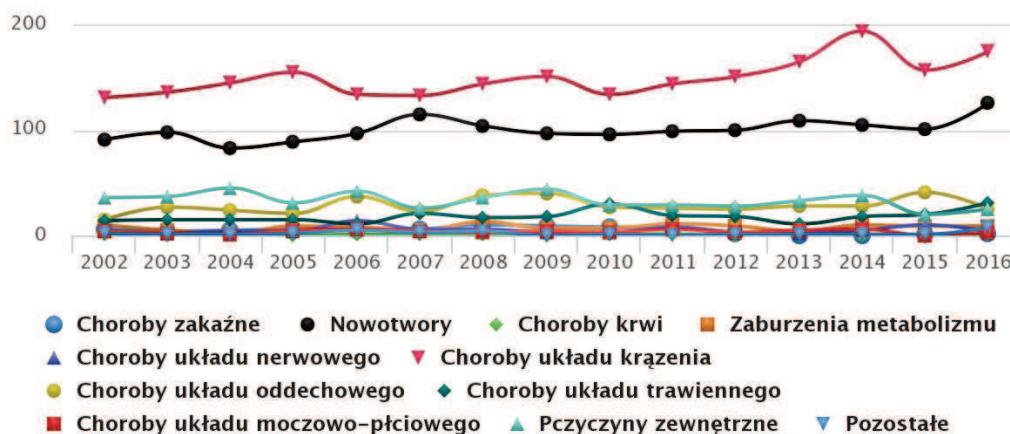 200
100
0
2002 2003 2004 2005 2006 2007 2008 2009 2010 2011 2012 2013 2014 2015 2016
Choroby zakaźne Nowotwory Choroby krwi Zaburzenia metabolizmu
Choroby układu nerwowego Choroby układu krązenia
Choroby układu oddechowego Choroby układu trawiennego
Choroby układu moczowo-płciowego Pczyczyny zewnętrzne Pozostałe